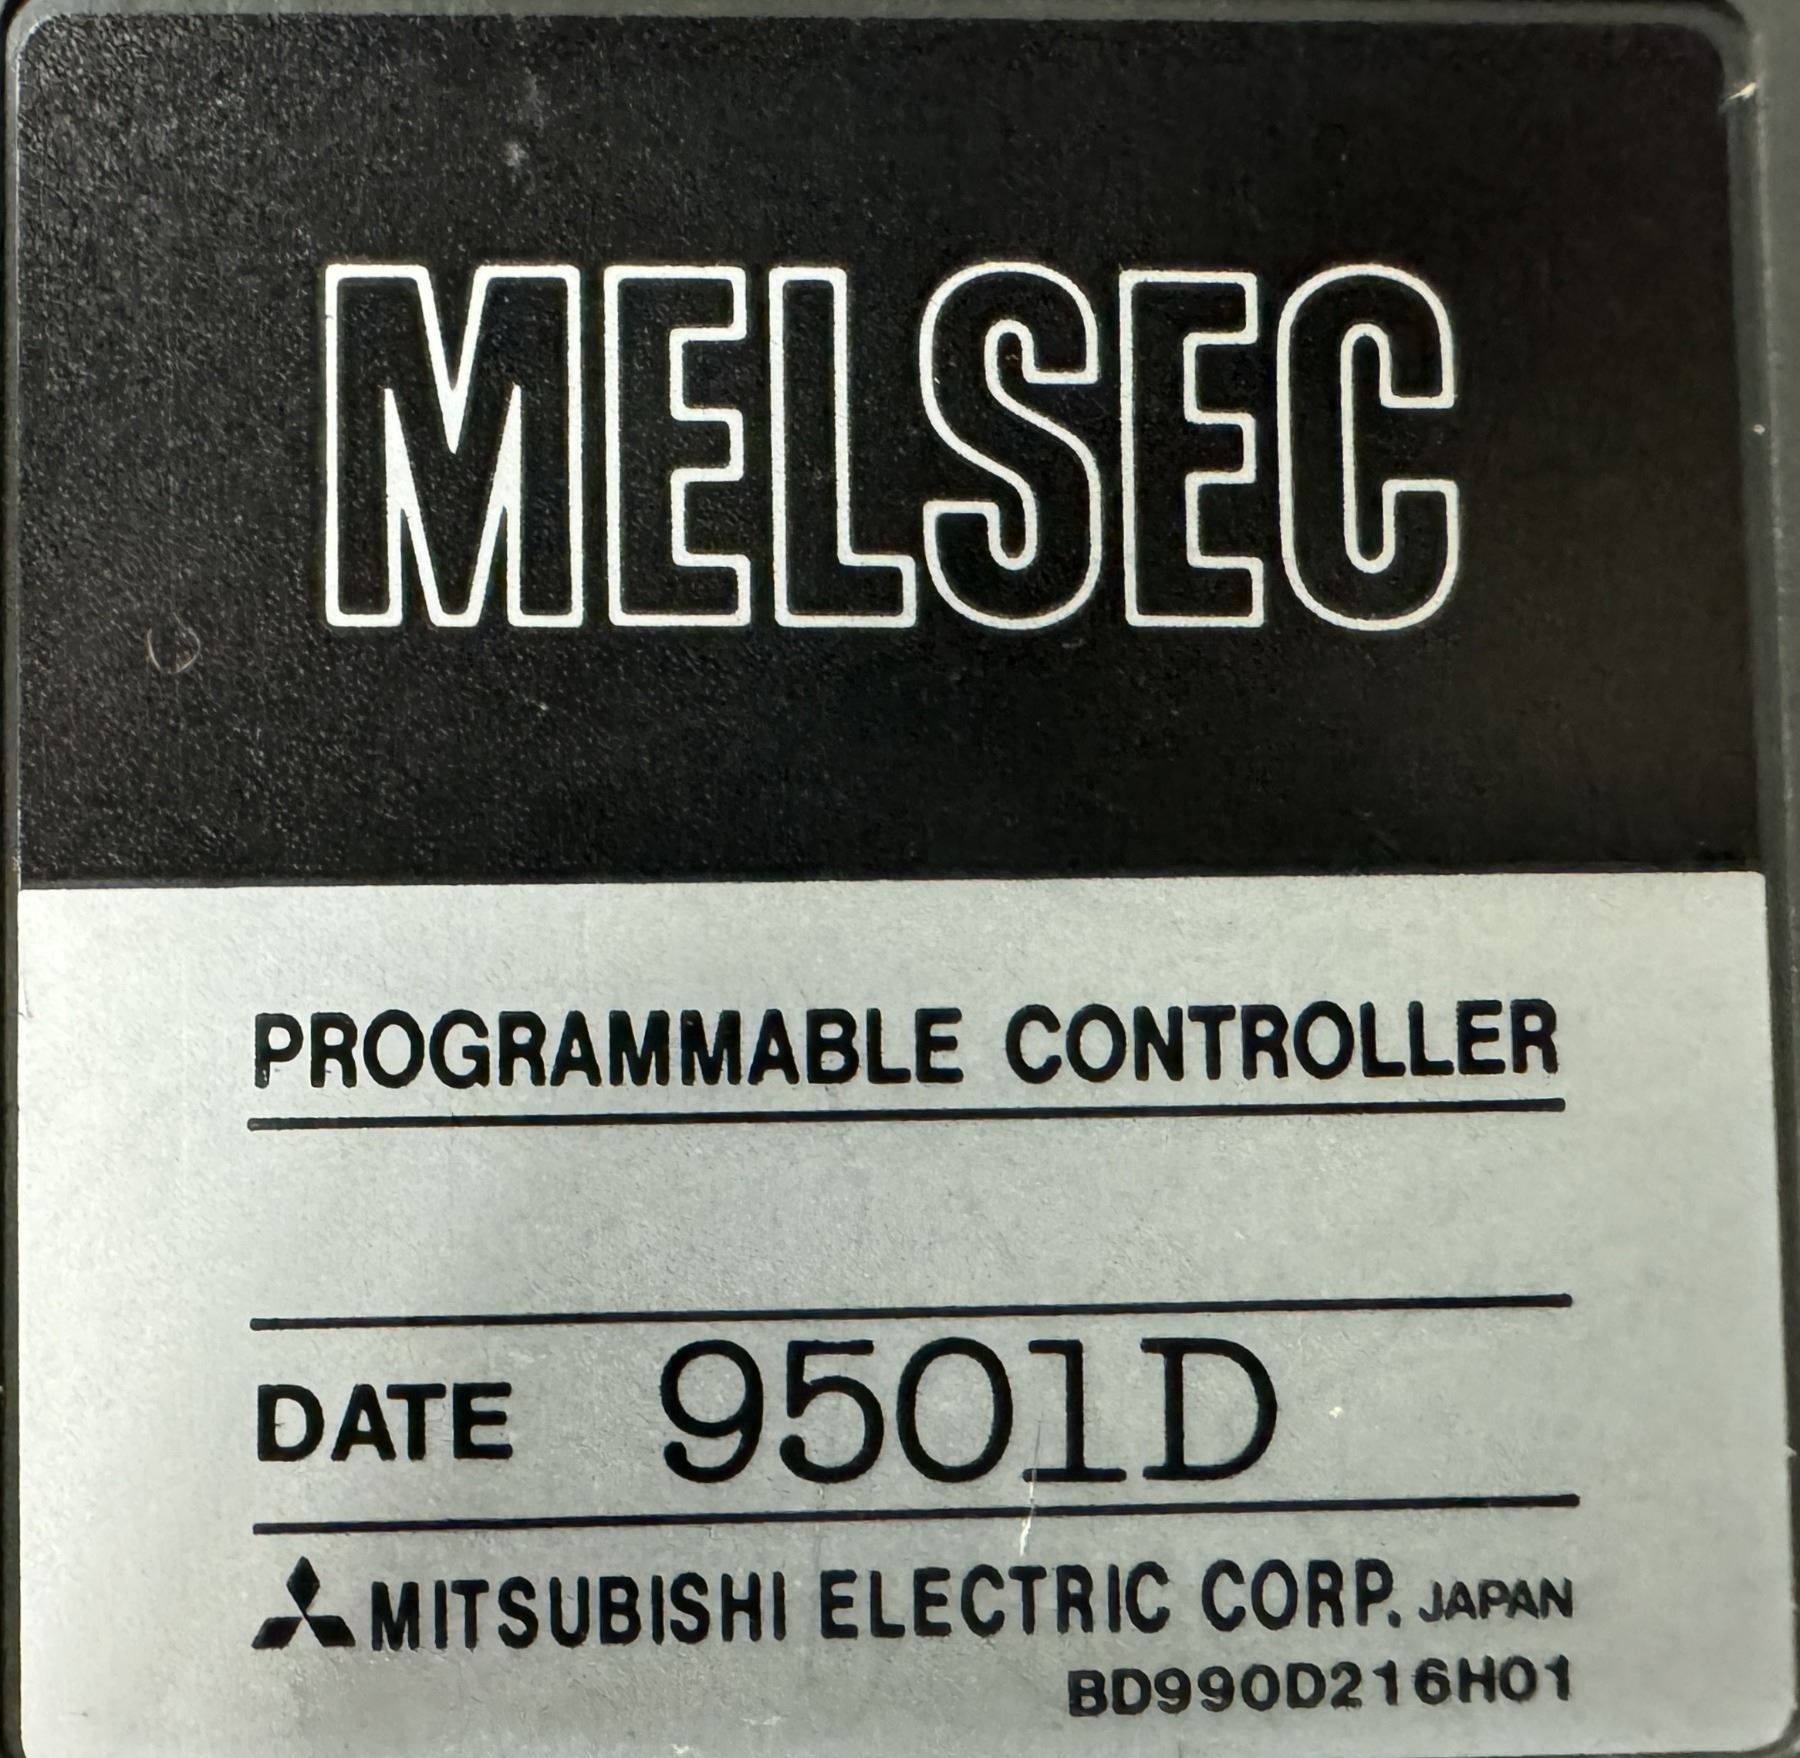 MELSEC
PROGRAMMABLE CONTROLLER
DATE 9501D
MITSUBISHI ELECTRIC CORP. JAPAN
BD990D216H01